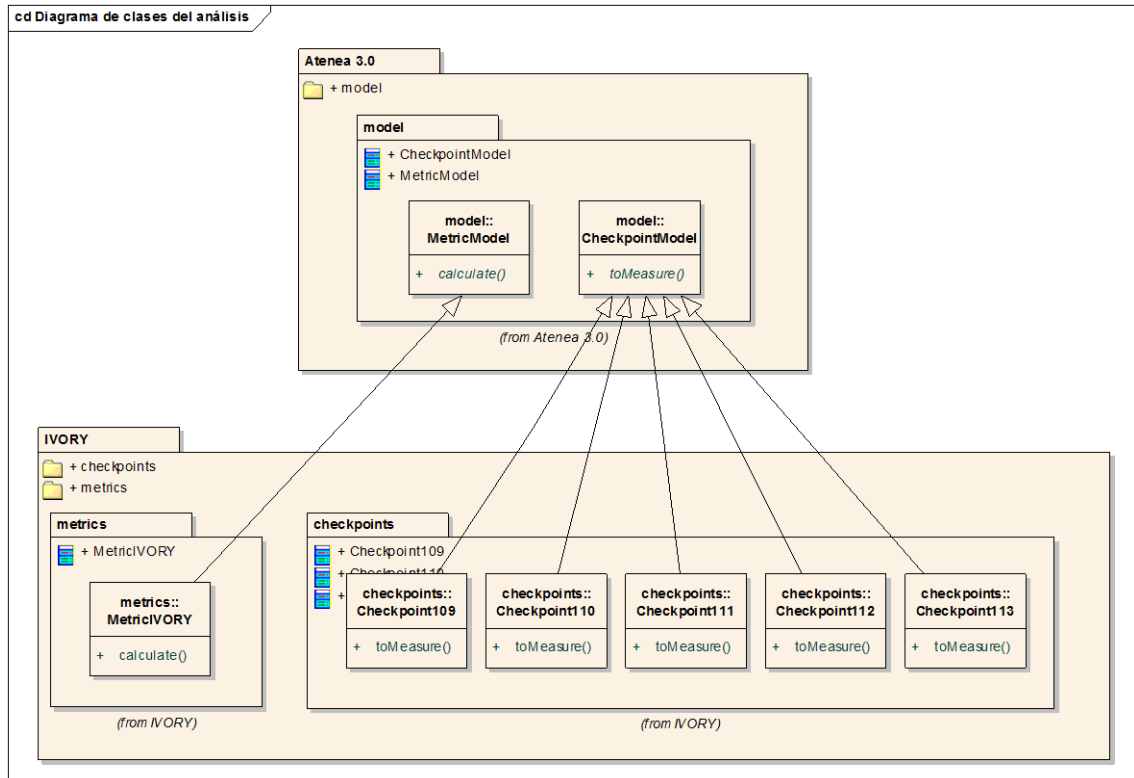 cd Diagrama de clases del análisis
Atenea 3.0
+ model
model
+ CheckpointModel
+ MetricModel
model::
MetricModel
+ calculate()
model::
CheckpointModel
+ toMeasure()
(from Atenea 3.0)
IVORY
+ checkpoints
+ metrics
metrics
+ MetricIVORY
metrics::
MetricIVORY
+ calculate()
(from IVORY)
checkpoints
+ Checkpoint109
+ Checkpoint110
+
checkpoints::
Checkpoint109
+ toMeasure()
checkpoints::
Checkpoint110
+ toMeasure()
checkpoints::
Checkpoint111
+ toMeasure()
checkpoints::
Checkpoint112
+ toMeasure()
checkpoints::
Checkpoint113
+ toMeasure()
(from IVORY)